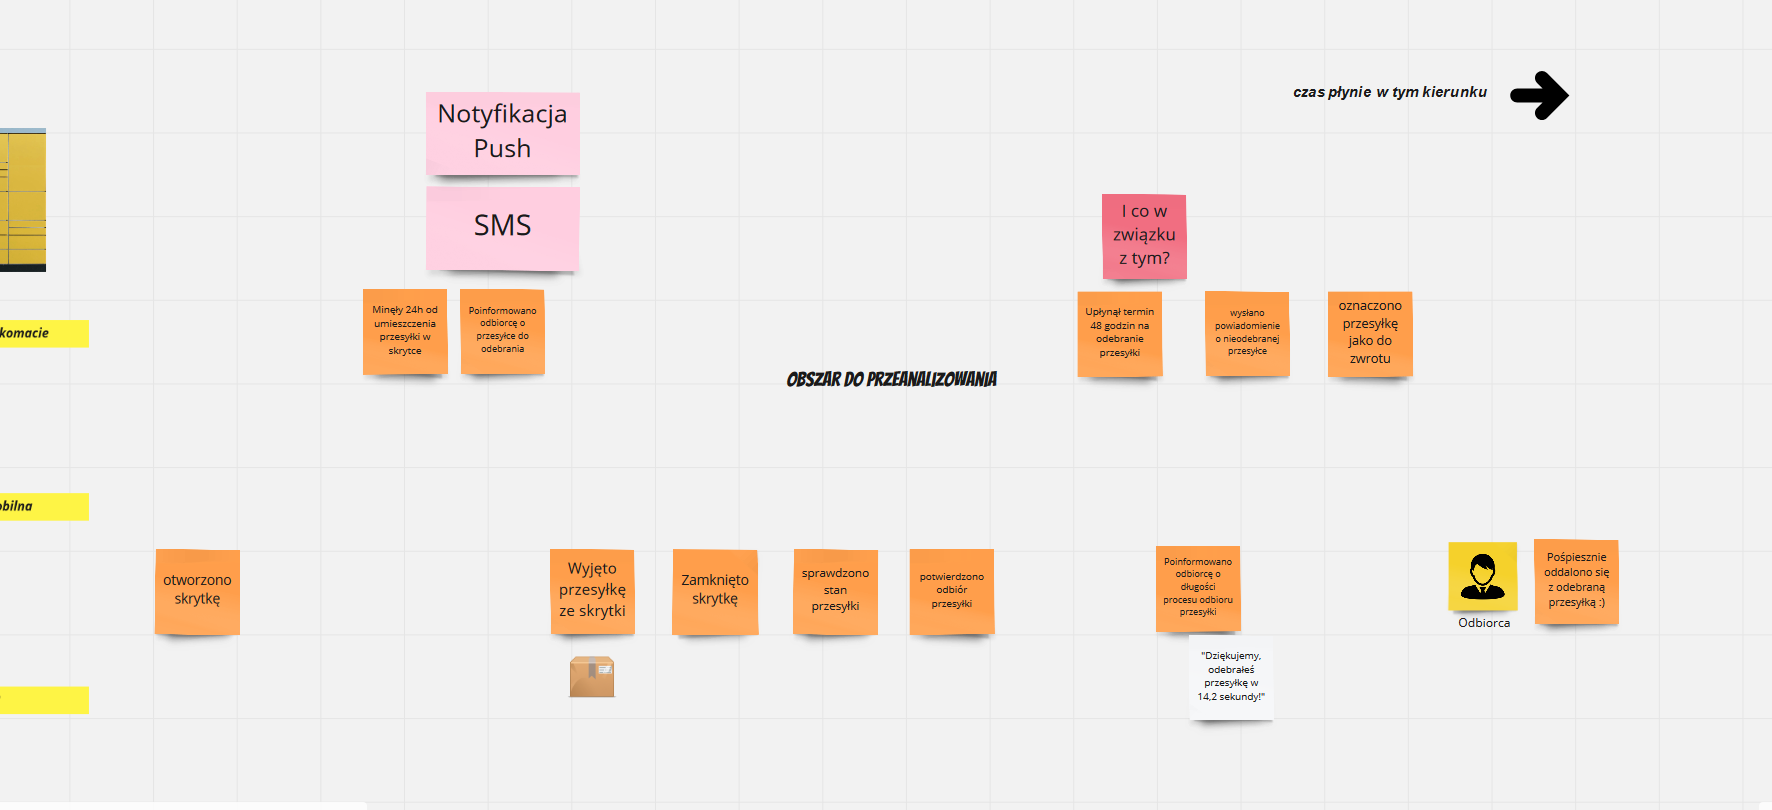 czas płynie w tym kierunku
Notyfikacja
Push
SMS
I co w
związku
z tym?
Minęły 24h od
umieszczenia
przesyłki w
skrytce
Poinformowano
odbiorcę o
przesyłce do
odebrania
Upłynął termin
48 godzin na
odebranie
przesyłki
wysłano
powiadomienie
o nieodebranej
przesyłce
oznaczono
przesyłkę
jako do
zwrotu
komacie
OBSZAR DO PRZEANALIZOWANIA
obilna
otworzono
skrytkę
Wyjęto
przesyłkę
ze skrytki
Zamknięto
skrytkę
sprawdzono
stan
przesyłki
potwierdzono
odbiór
przesyłki
Poinformowano
odbiorcę o
długości
procesu odbioru
przesyłki
"Dziękujemy,
odebrałeś
przesyłkę w
14,2 sekundy!"
Odbiorca
Pośpiesznie
oddalono się
z odebraną
przesyłką :)